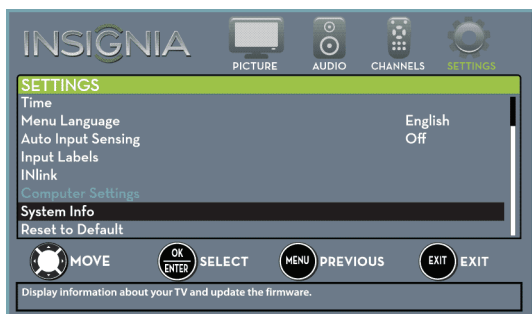 INSIGNIA
PICTURE AUDIO CHANNELS SETTINGS
SETTINGS
Time
Menu Language English
Auto Input Sensing Off
Input Labels
INlink
Computer Settings
System Info
Reset to Default
MOVE OK ENTER SELECT MENU PREVIOUS EXIT EXIT
Display information about your TV and update the firmware.